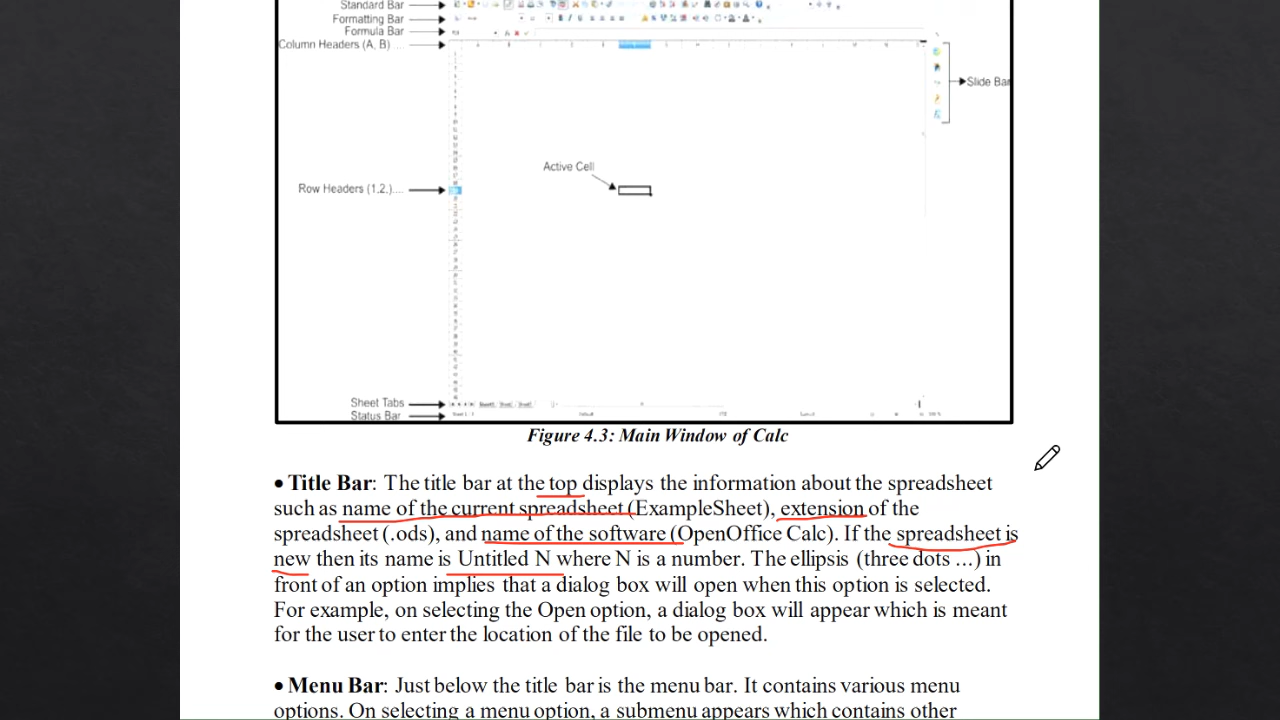 Standard Bar
Formatting Bar
Formula Bar
Column Headers (A, B) ...
Slide Bar
Active Cell
Row Headers (1,2,)....
Sheet Tabs
Status Bar
Figure 4.3: Main Window of Calc
• Title Bar: The title bar at the top displays the information about the spreadsheet
such as name of the current spreadsheet (ExampleSheet), extension of the
spreadsheet (.ods), and name of the software (OpenOffice Calc). If the spreadsheet is
new then its name is Untitled N where N is a number. The ellipsis (three dots ...) in
front of an option implies that a dialog box will open when this option is selected.
For example, on selecting the Open option, a dialog box will appear which is meant
for the user to enter the location of the file to be opened.
• Menu Bar: Just below the title bar is the menu bar. It contains various menu
options. On selecting a menu option, a submenu appears which contains other